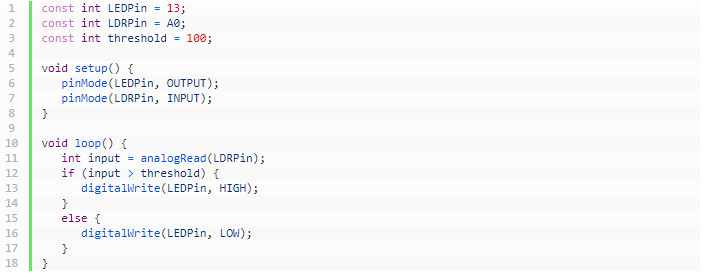 1 const int LEDPin = 13;
2 const int LDRPin = A0;
3 const int threshold = 100;
4
5 void setup() {
6    pinMode(LEDPin, OUTPUT);
7    pinMode(LDRPin, INPUT);
8 }
9
10 void loop() {
11    int input = analogRead(LDRPin);
12    if (input > threshold) {
13       digitalWrite(LEDPin, HIGH);
14    }
15    else {
16       digitalWrite(LEDPin, LOW);
17    }
18 }